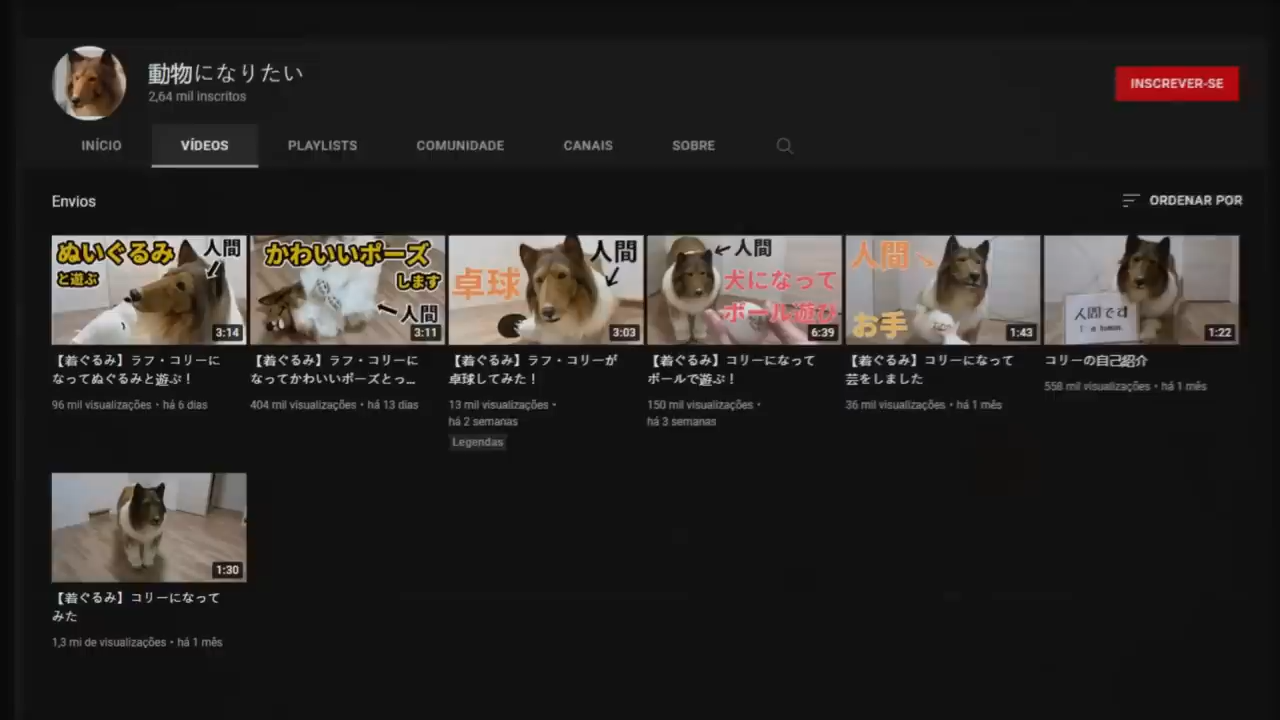 動物になりたい
2,64 mil inscritos
INSCREVER-SE
INÍCIO
VÍDEOS
PLAYLISTS
COMUNIDADE
CANAIS
SOBRE
Envios
ORDENAR POR
ぬいぐるみ
と遊ぶ
人間
3:14
かわいいポーズ
します
人間
3:11
人間
卓球
3:03
人間
犬になって
ボール遊び
6:39
人間
お手
1:43
人間です
I'm human.
1:22
【着ぐるみ】ラフ・コリーに
なってぬぐるみと遊ぶ！
96 mil visualizações • há 6 dias
【着ぐるみ】ラフ・コリーに
なってかわいいポーズとっ...
404 mil visualizações • há 13 dias
【着ぐるみ】ラフ・コリーが
卓球してみた！
13 mil visualizações •
há 2 semanas
Legendas
【着ぐるみ】コリーになって
ボールで遊ぶ！
150 mil visualizações •
há 3 semanas
【着ぐるみ】コリーになって
芸をしました
36 mil visualizações • há 1 mês
コリーの自己紹介
558 mil visualizações • há 1 mês
1:30
【着ぐるみ】コリーになって
みた
1,3 mi de visualizações • há 1 mês